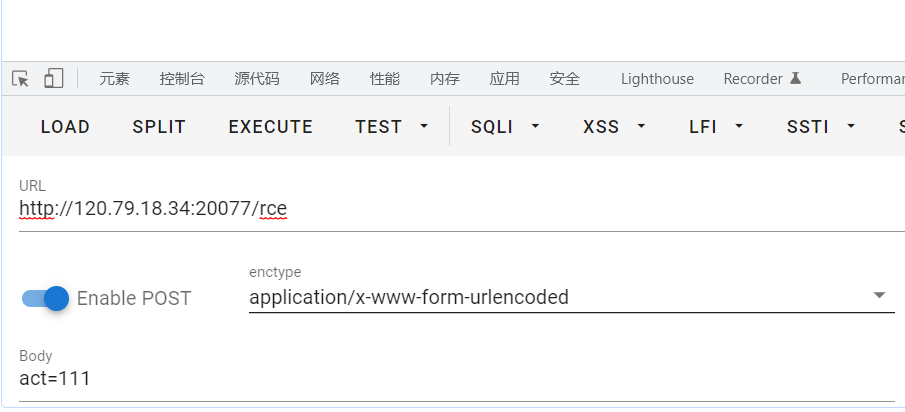 元素 控制台 源代码 网络 性能 内存 应用 安全 Lighthouse Recorder Performar
LOAD SPLIT EXECUTE TEST SQLI XSS LFI SSTI
URL
http://120.79.18.34:20077/rce
enctype
Enable POST application/x-www-form-urlencoded
Body
act=111